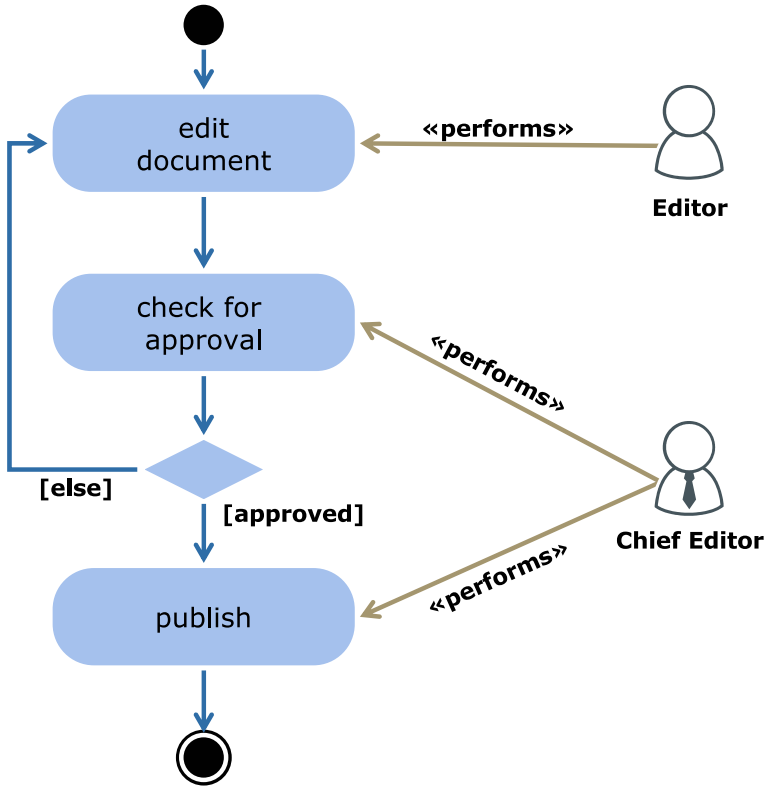 edit
document
«performs»
Editor
check for
approval
«performs»
[else]
[approved]
Chief Editor
«performs»
publish